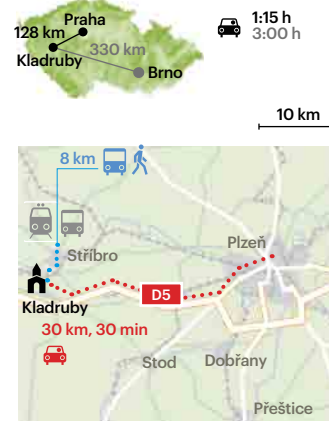 Praha
128 km
Kladruby
330 km
Brno
1:15 h
3:00 h
10 km
8 km
Stříbro
Plzeň
Kladruby
D5
30 km, 30 min
Stod
Dobřany
Přeštice